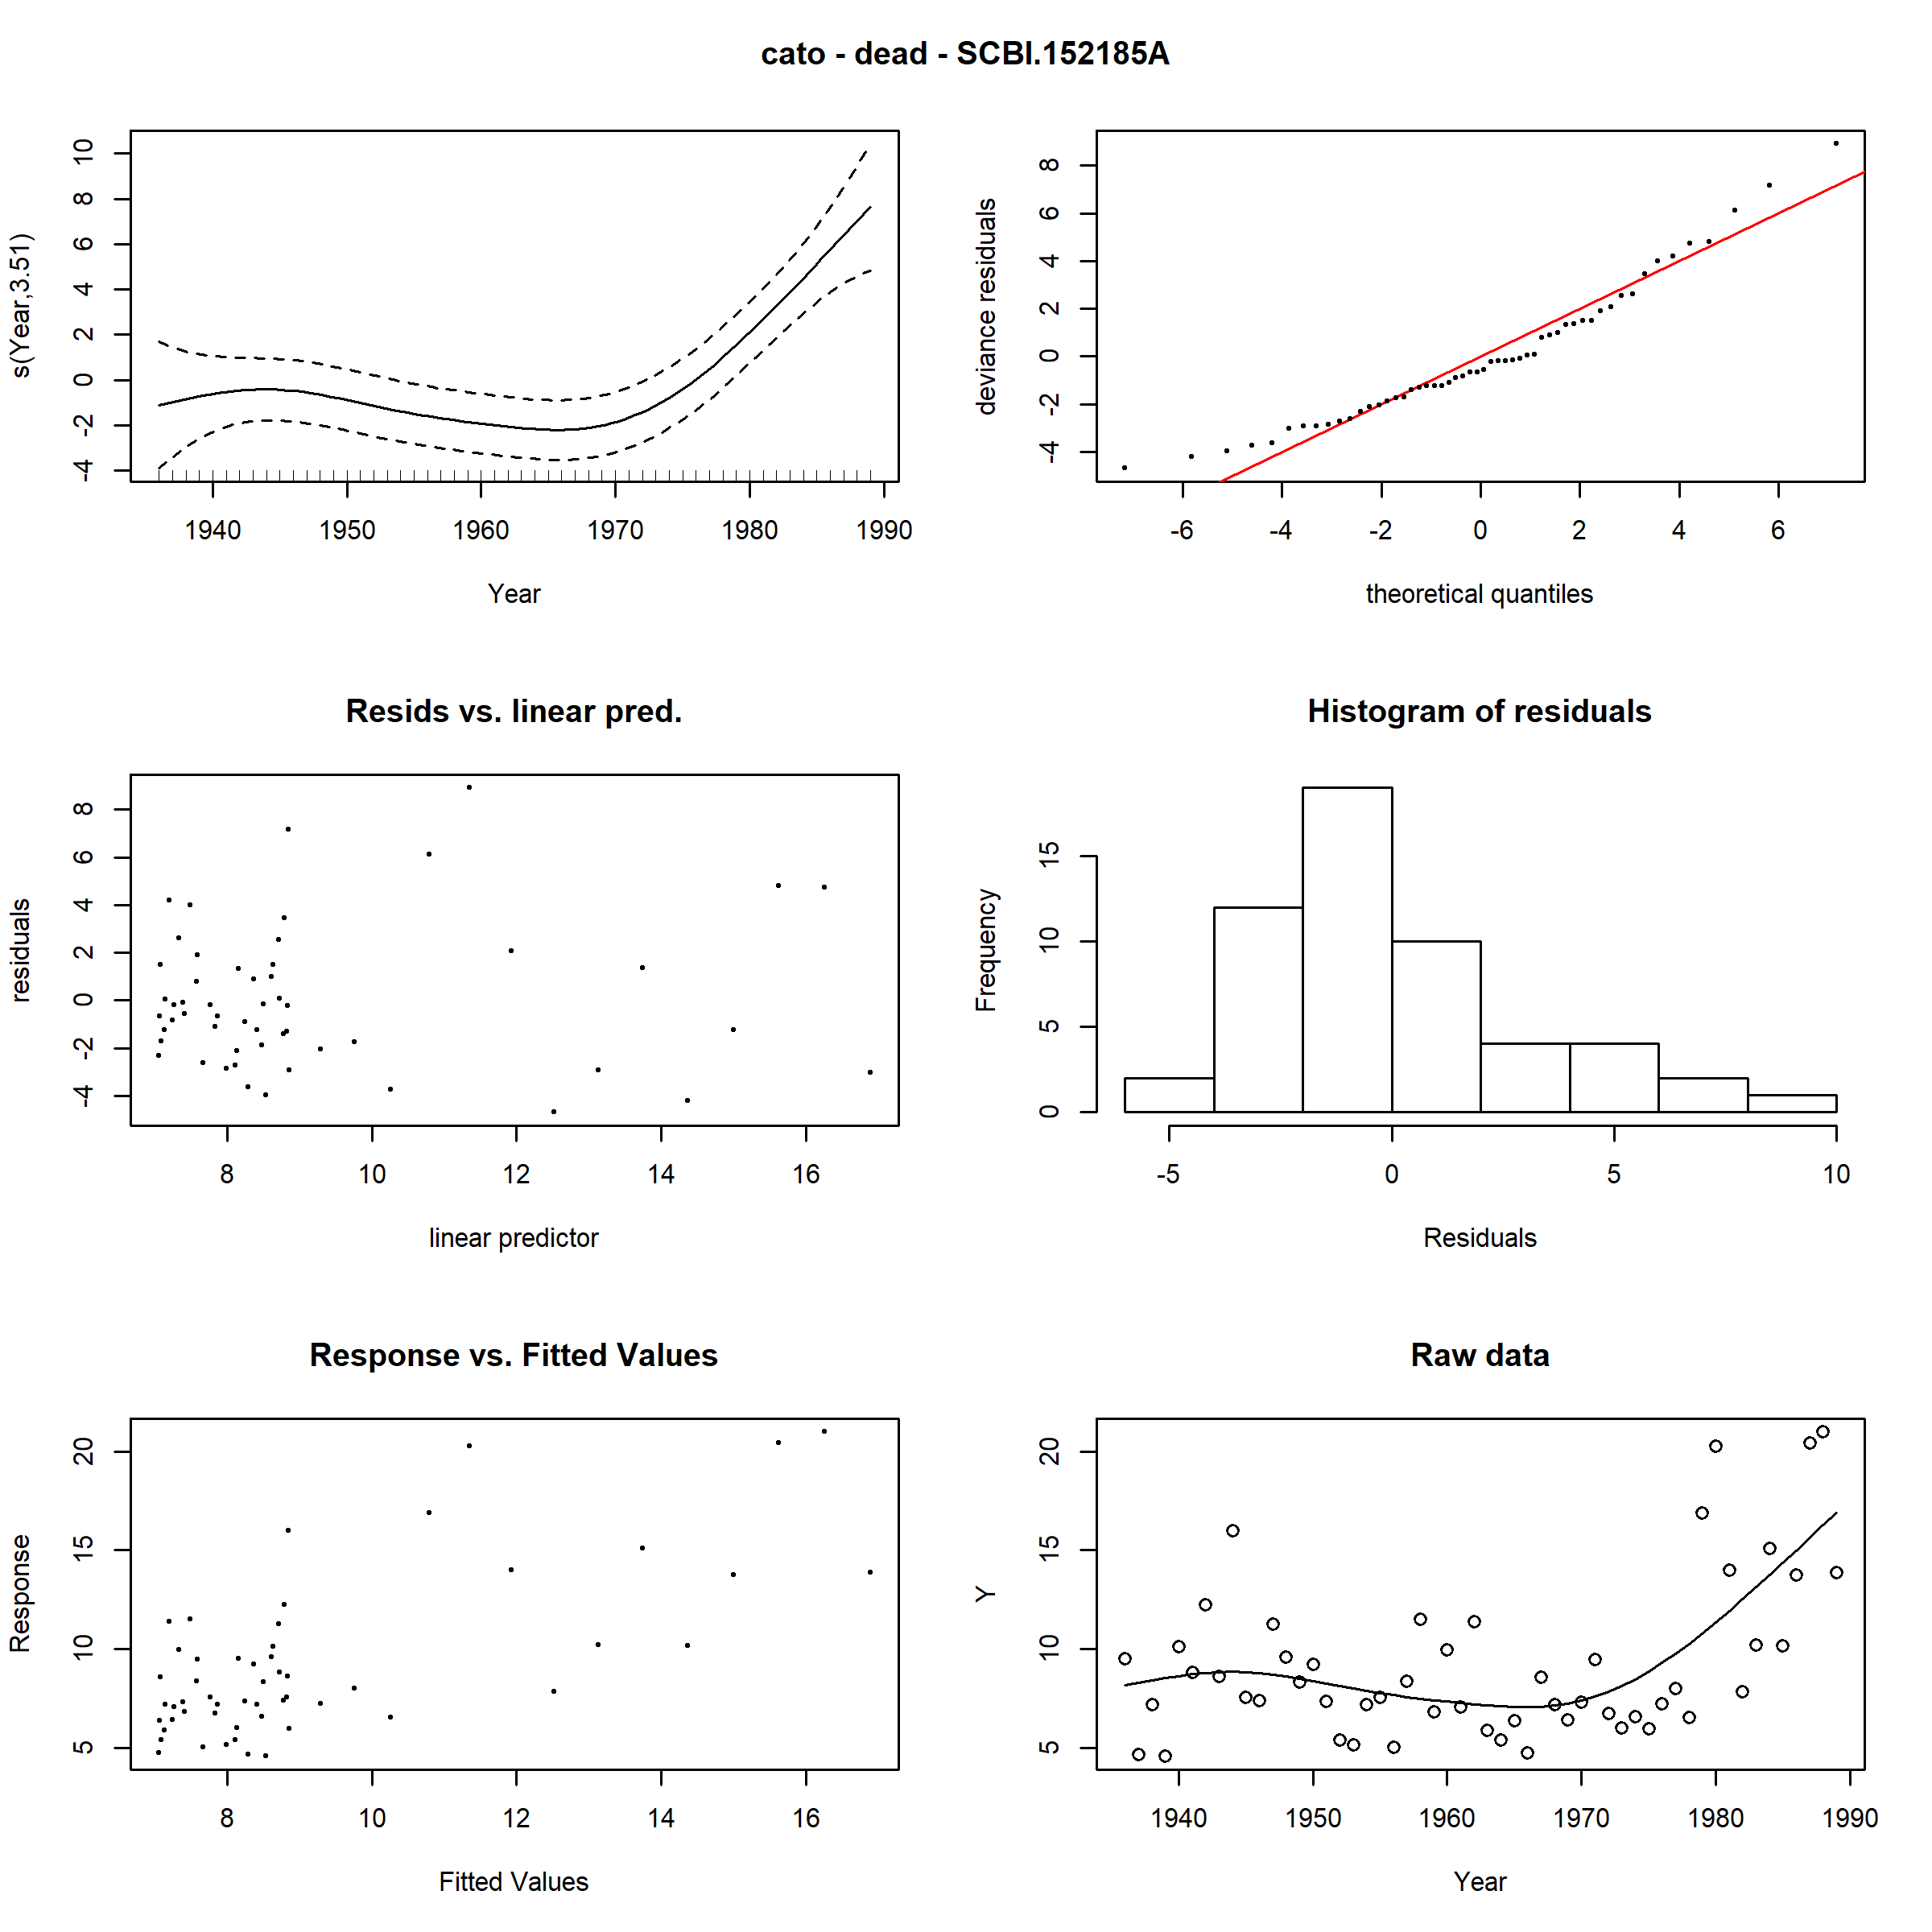 cato - dead - SCBI.152185A
s(Year,3.51)
-4 -2 0 2 4 6 8 10
1940 1950 1960 1970 1980 1990
Year
deviance residuals
-4 -2 0 2 4 6 8
-6 -4 -2 0 2 4 6
theoretical quantiles
Resids vs. linear pred.
residuals
-4 -2 0 2 4 6 8
8 10 12 14 16
linear predictor
Histogram of residuals
Frequency
0 5 10 15
-5 0 5 10
Residuals
Response vs. Fitted Values
Response
5 10 15 20
8 10 12 14 16
Fitted Values
Raw data
Y
5 10 15 20
1940 1950 1960 1970 1980 1990
Year